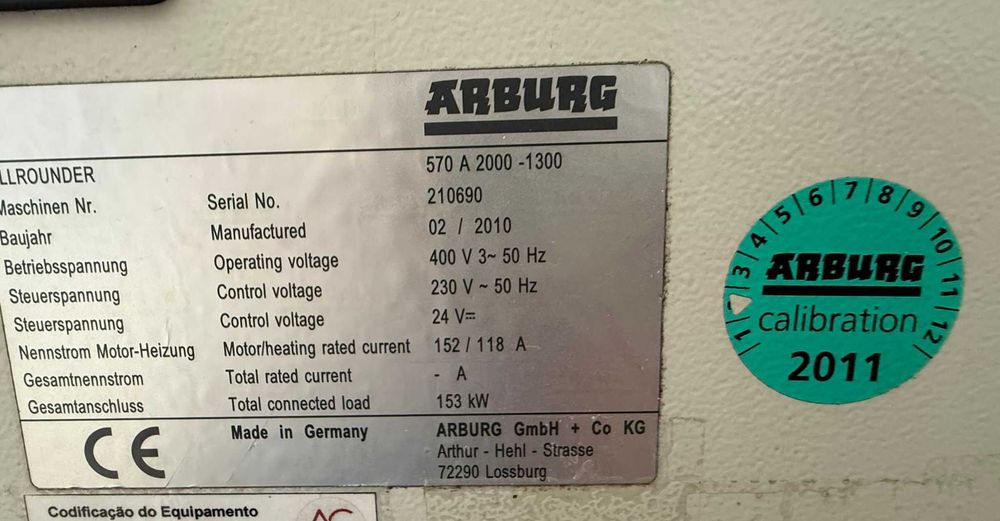 ARBURG
LLROUNDER 570 A 2000 -1300
Maschinen Nr. Serial No. 210690
Baujahr Manufactured 02 / 2010
Betriebsspannung Operating voltage 400 V 3~ 50 Hz
Steuerspannung Control voltage 230 V ~ 50 Hz
Steuerspannung Control voltage 24 V⎓
Nennstrom Motor-Heizung Motor/heating rated current 152 / 118 A
Gesamtnennstrom Total rated current - A
Gesamtanschluss Total connected load 153 kW
CE
Made in Germany ARBURG GmbH + Co KG
Arthur - Hehl - Strasse
72290 Lossburg
Codificação do Equipamento
AC
1 3 4 5 6 7 8 9 10 11 12
ARBURG
calibration
2011